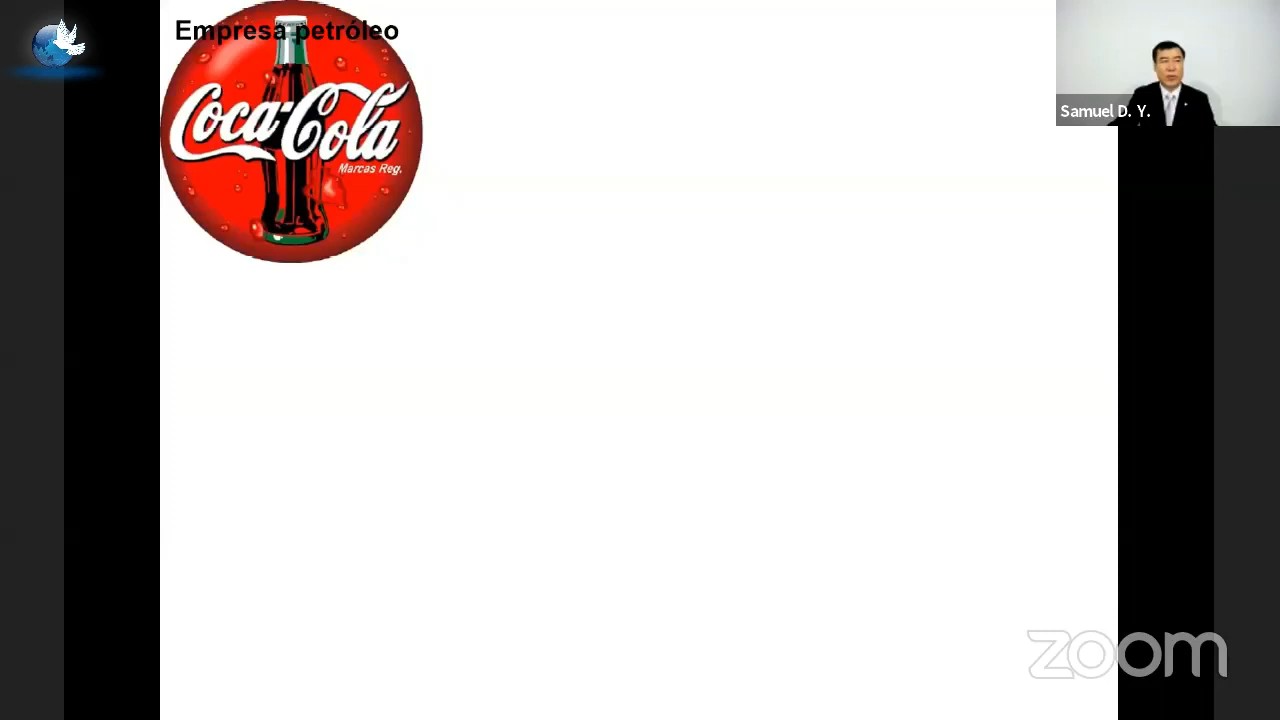 Empresa petróleo
Coca-Cola
Marcas Reg.
Samuel D. Y.
zoom